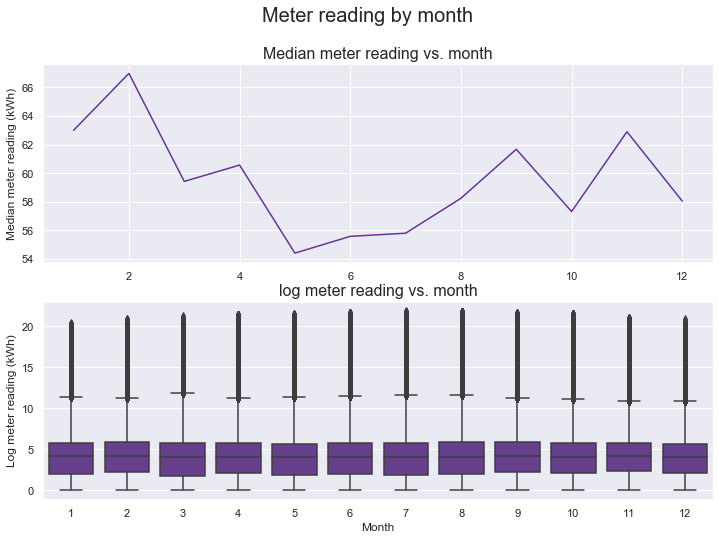 Meter reading by month
Median meter reading vs. month
Median meter reading (kWh)
66
64
62
60
58
56
54
2 4 6 8 10 12
log meter reading vs. month
Log meter reading (kWh)
20
15
10
5
0
1 2 3 4 5 6 7 8 9 10 11 12
Month